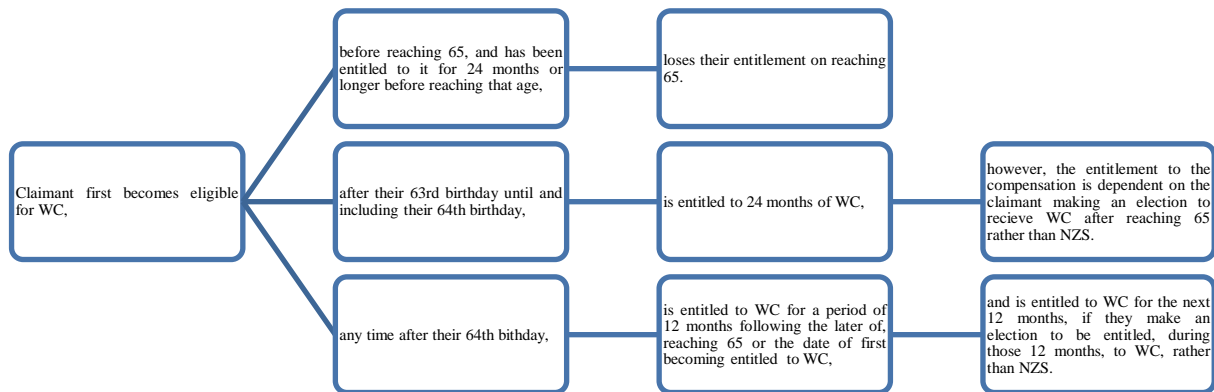 Claimant first becomes eligible
for WC,
before reaching 65, and has been
entitled to it for 24 months or
longer before reaching that age,
loses their entitlement on reaching
65.
after their 63rd birthday until and
including their 64th birthday,
is entitled to 24 months of WC,
however, the entitlement to the
compensation is dependent on the
claimant making an election to
recieve WC after reaching 65
rather than NZS.
any time after their 64th bithday,
is entitled to WC for a period of
12 months following the later of,
reaching 65 or the date of first
becoming entitled to WC,
and is entitled to WC for the next
12 months, if they make an
election to be entitled, during
those 12 months, to WC, rather
than NZS.